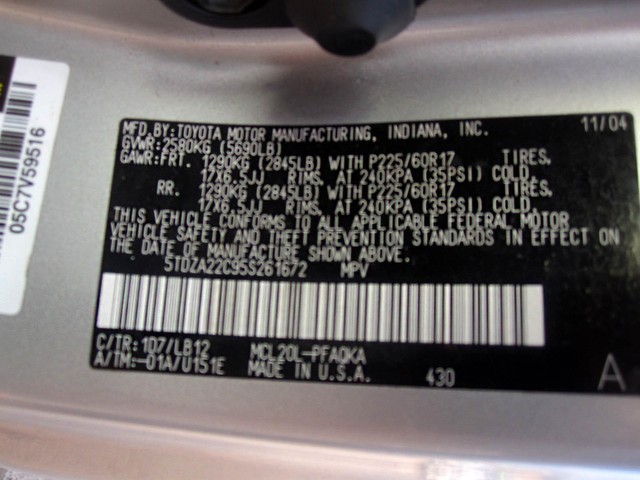 MFD.BY:TOYOTA MOTOR MANUFACTURING, INDIANA, INC. 11/04
GVWR:2580KG (5690LB)
GAWR:FRT. 1290KG (2845LB) WITH P225/60R17 TIRES,
17X6.5JJ RIMS, AT 240KPA (35PSI) COLD,
RR. 1290KG (2845LB) WITH P225/60R17 TIRES,
17X6.5JJ RIMS, AT 240KPA (35PSI) COLD.
THIS VEHICLE CONFORMS TO ALL APPLICABLE FEDERAL MOTOR
VEHICLE SAFETY AND THEFT PREVENTION STANDARDS IN EFFECT ON
THE DATE OF MANUFACTURE SHOWN ABOVE.
5TDZA22C95S261672 MPV
C/TR:1D7/LB12 MCL20L-PFAQKA
A/TM:-01A/U151E MADE IN U.S.A. 430 A
05C7V59516